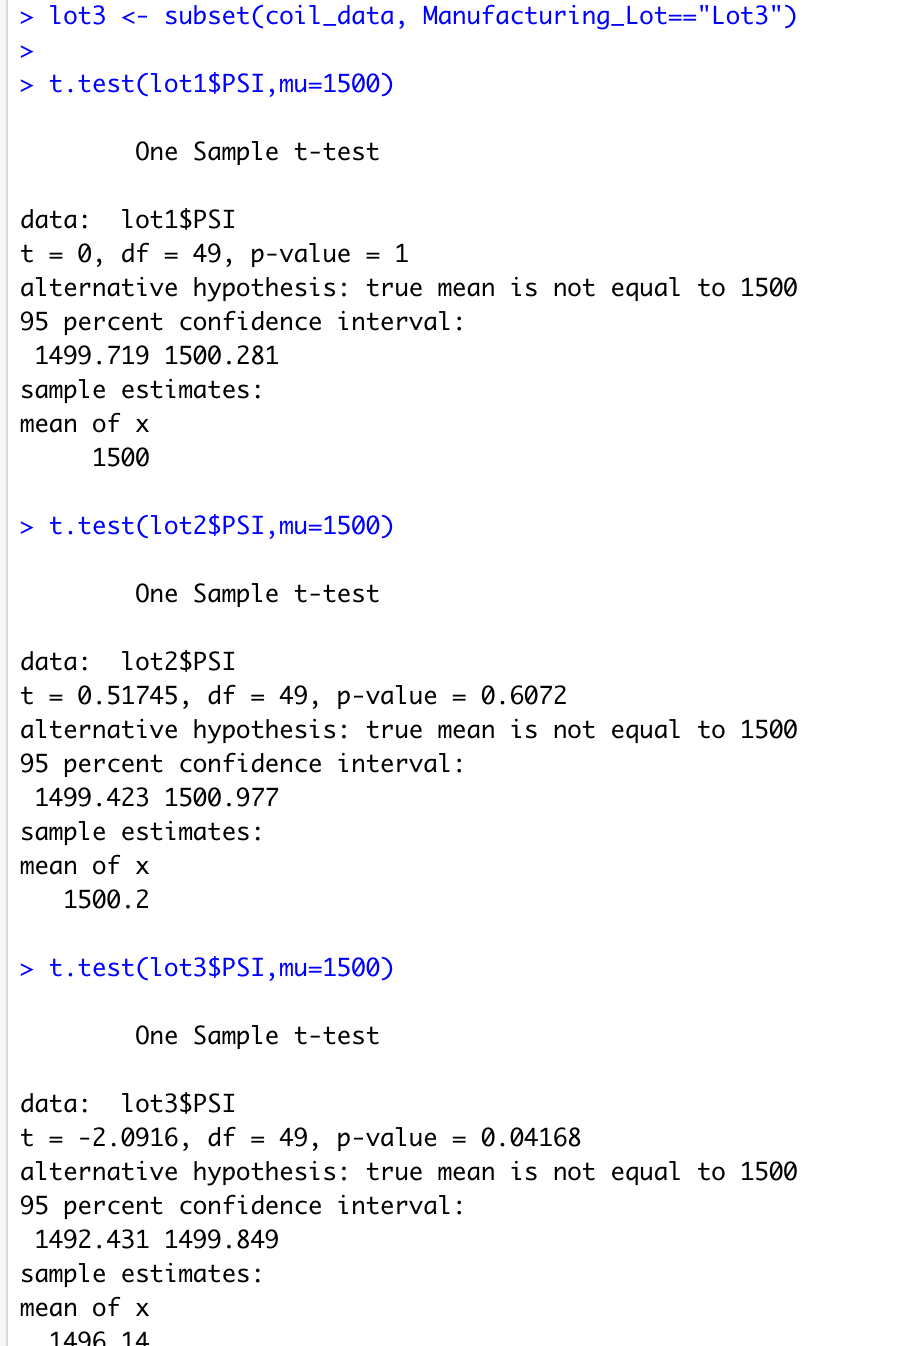 > lot3 <- subset(coil_data, Manufacturing_Lot=="Lot3")
>
> t.test(lot1$PSI,mu=1500)
One Sample t-test
data:  lot1$PSI
t = 0, df = 49, p-value = 1
alternative hypothesis: true mean is not equal to 1500
95 percent confidence interval:
1499.719 1500.281
sample estimates:
mean of x
1500
> t.test(lot2$PSI,mu=1500)
One Sample t-test
data:  lot2$PSI
t = 0.51745, df = 49, p-value = 0.6072
alternative hypothesis: true mean is not equal to 1500
95 percent confidence interval:
1499.423 1500.977
sample estimates:
mean of x
1500.2
> t.test(lot3$PSI,mu=1500)
One Sample t-test
data:  lot3$PSI
t = -2.0916, df = 49, p-value = 0.04168
alternative hypothesis: true mean is not equal to 1500
95 percent confidence interval:
1492.431 1499.849
sample estimates:
mean of x
1496.14